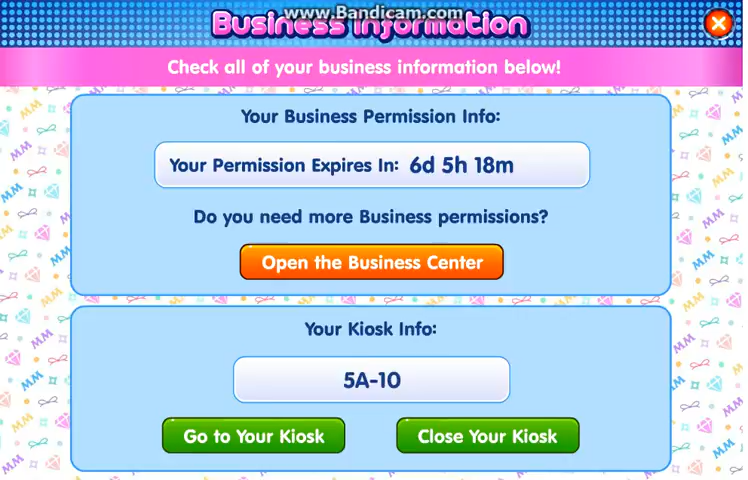 www.Bandicam.com
Business Information
Check all of your business information below!
Your Business Permission Info:
Your Permission Expires In: 6d 5h 18m
Do you need more Business permissions?
Open the Business Center
Your Kiosk Info:
5A-10
Go to Your Kiosk
Close Your Kiosk
MM